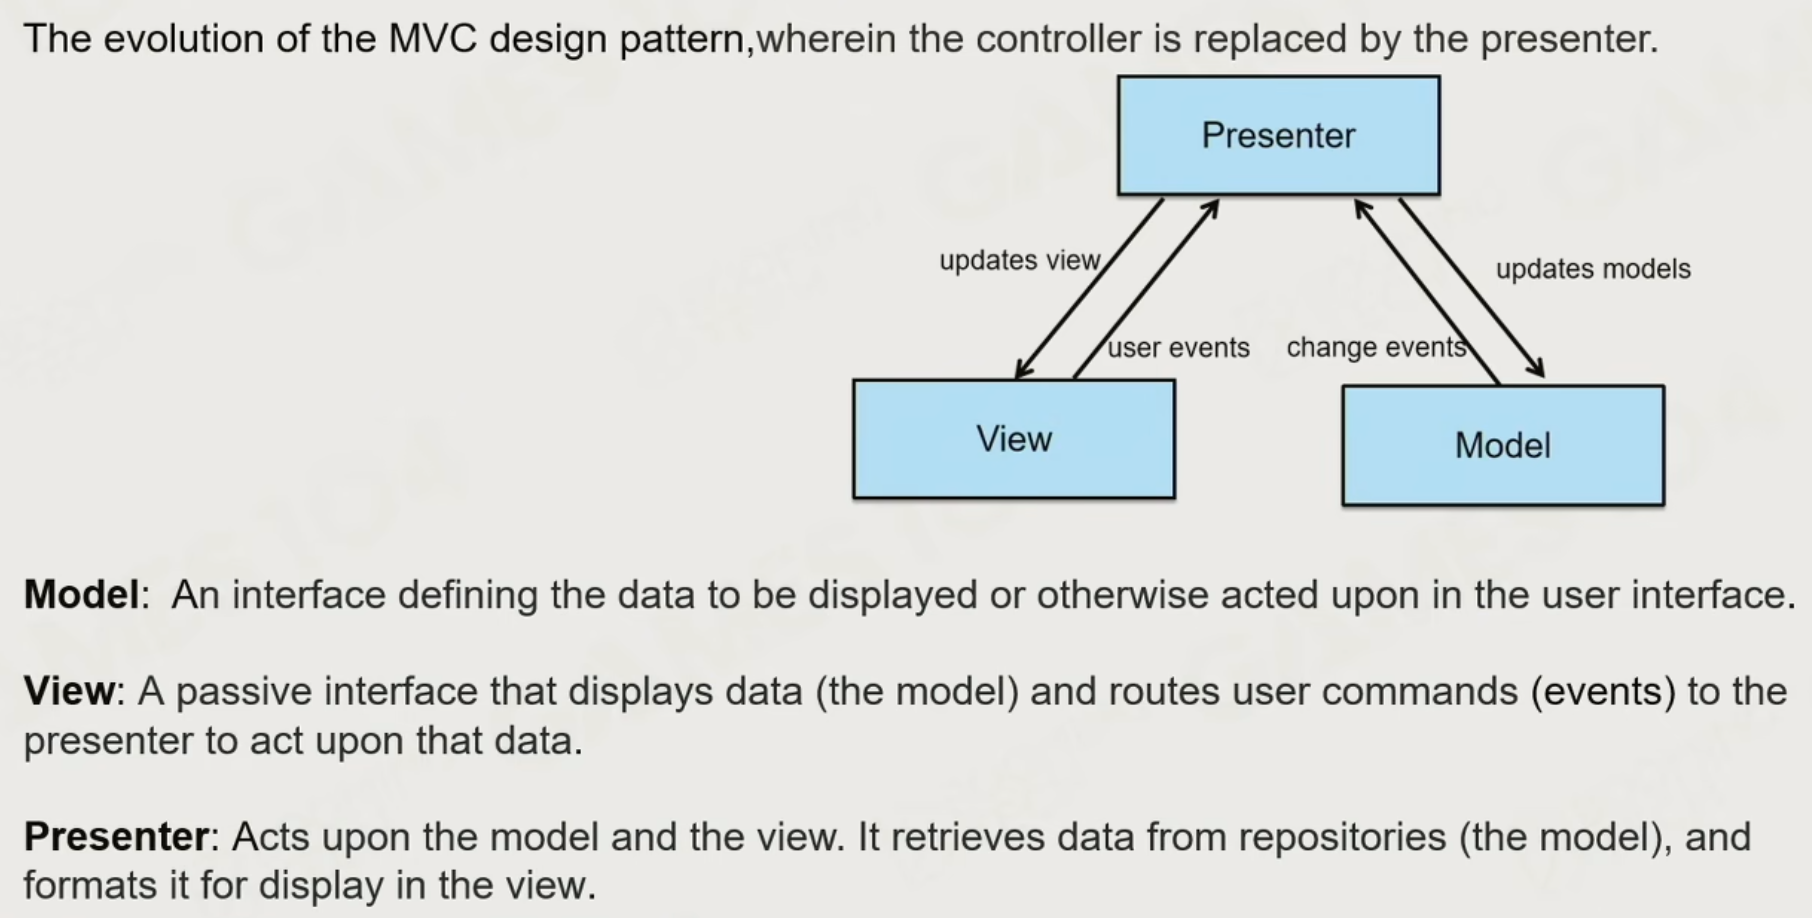 The evolution of the MVC design pattern,wherein the controller is replaced by the presenter.
Presenter
updates view
updates models
user events
change events
View
Model
Model:  An interface defining the data to be displayed or otherwise acted upon in the user interface.
View: A passive interface that displays data (the model) and routes user commands (events) to the
presenter to act upon that data.
Presenter: Acts upon the model and the view. It retrieves data from repositories (the model), and
formats it for display in the view.